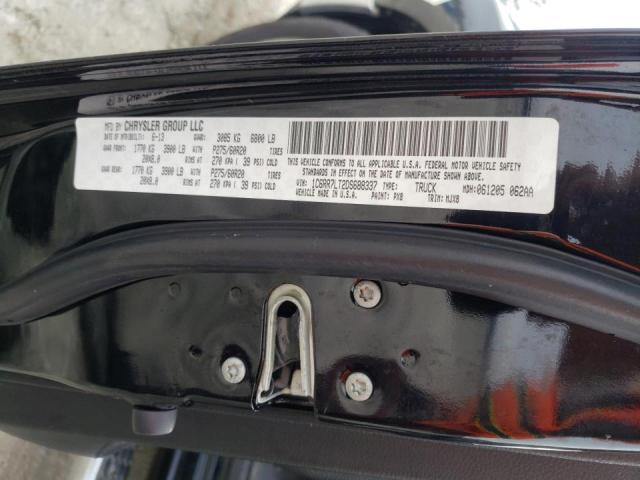 MFD BY CHRYSLER GROUP LLC
DATE OF MFR(MBILT): 6-13 GVWR: 3085 KG 6800 LB
GAWR FRONT: 1770 KG 3900 LB P275/60R20 TIRES
20X8.0 RIMS AT 270 KPA ( 39 PSI) COLD
GAWR REAR: 1770 KG 3900 LB P275/60R20 TIRES
20X8.0 RIMS AT 270 KPA ( 39 PSI) COLD
THIS VEHICLE CONFORMS TO ALL APPLICABLE U.S.A. FEDERAL MOTOR VEHICLE SAFETY
STANDARDS IN EFFECT ON THE DATE OF MANUFACTURE SHOWN ABOVE.
VIN: 1C6RR7LT2DS688337 TYPE: TRUCK MDH:061205 062AA
VEHICLE MADE IN U.S.A. PAINT: PXB TRIM: MJX8